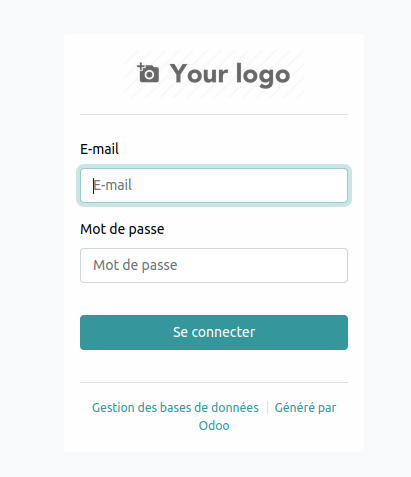 Your logo
E-mail
E-mail
Mot de passe
Mot de passe
Se connecter
Gestion des bases de données | Généré par
Odoo